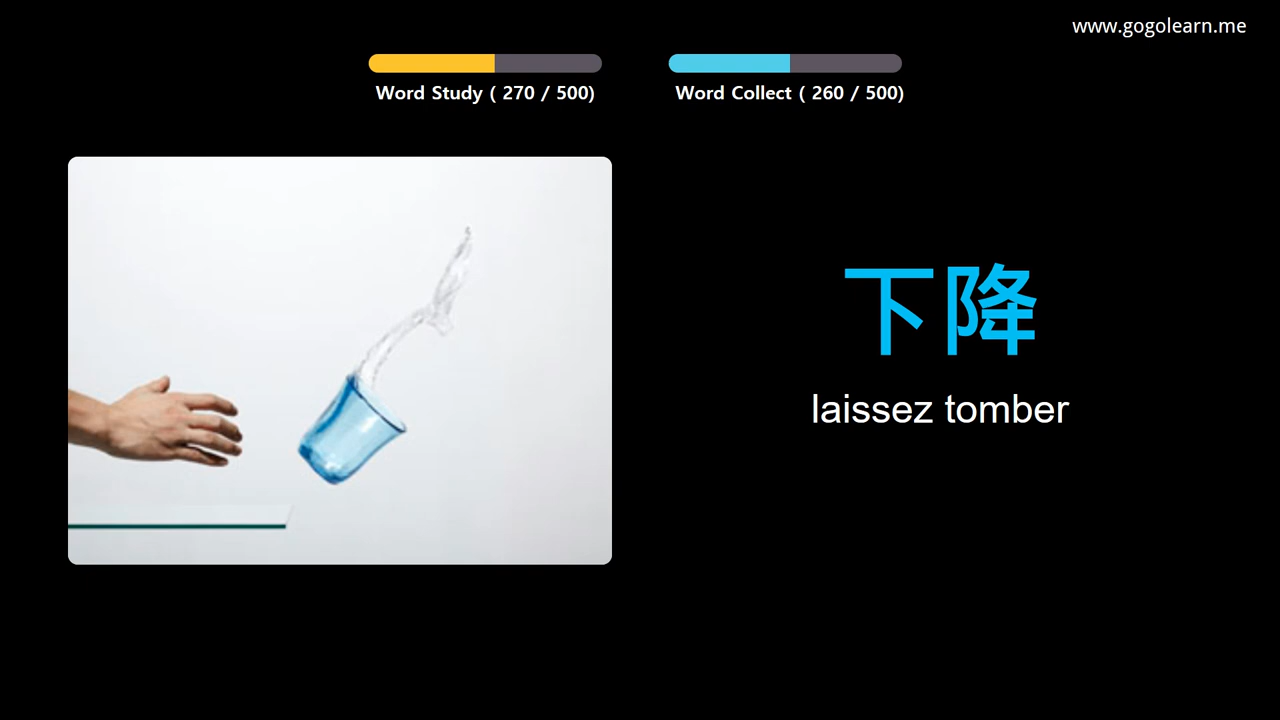 www.gogolearn.me
Word Study ( 270 / 500)
Word Collect ( 260 / 500)
下降
laissez tomber